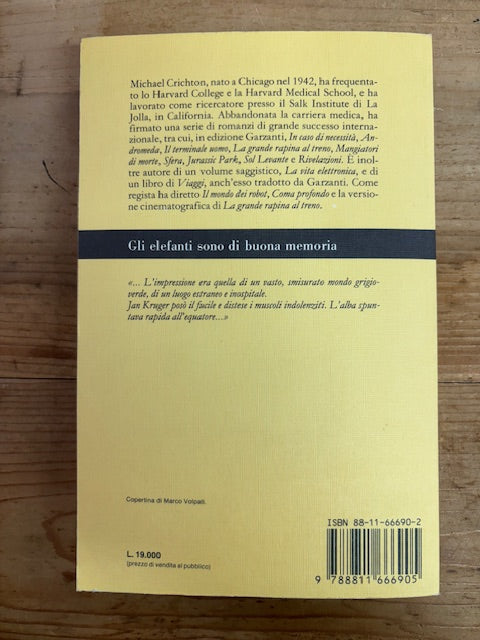 Michael Crichton, nato a Chicago nel 1942, ha frequenta-
to lo Harvard College e la Harvard Medical School, e ha
lavorato come ricercatore presso il Salk Institute di La
Jolla, in California. Abbandonata la carriera medica, ha
firmato una serie di romanzi di grande successo interna-
zionale, tra cui, in edizione Garzanti, In caso di necessità, An-
dromeda, Il terminale uomo, La grande rapina al treno, Mangiatori
di morte, Sfera, Jurassic Park, Sol Levante e Rivelazioni. È inol-
tre autore di un volume saggistico, La vita elettronica, e di
un libro di Viaggi, anch'esso tradotto da Garzanti. Come
regista ha diretto Il mondo dei robot, Coma profondo e la versio-
ne cinematografica di La grande rapina al treno.
Gli elefanti sono di buona memoria
«... L'impressione era quella di un vasto, smisurato mondo grigio-
verde, di un luogo estraneo e inospitale.
Jan Kruger posò il fucile e distese i muscoli indolenziti. L'alba spun-
tava rapida all'equatore...»
Copertina di Marco Volpati.
L. 19.000
(prezzo di vendita al pubblico)
ISBN 88-11-66690-2
9 788811 666905